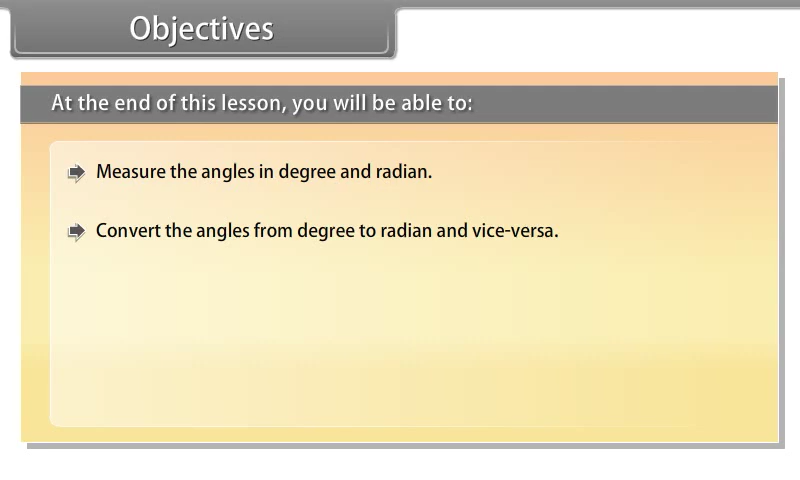 Objectives
At the end of this lesson, you will be able to:
Measure the angles in degree and radian.
Convert the angles from degree to radian and vice-versa.